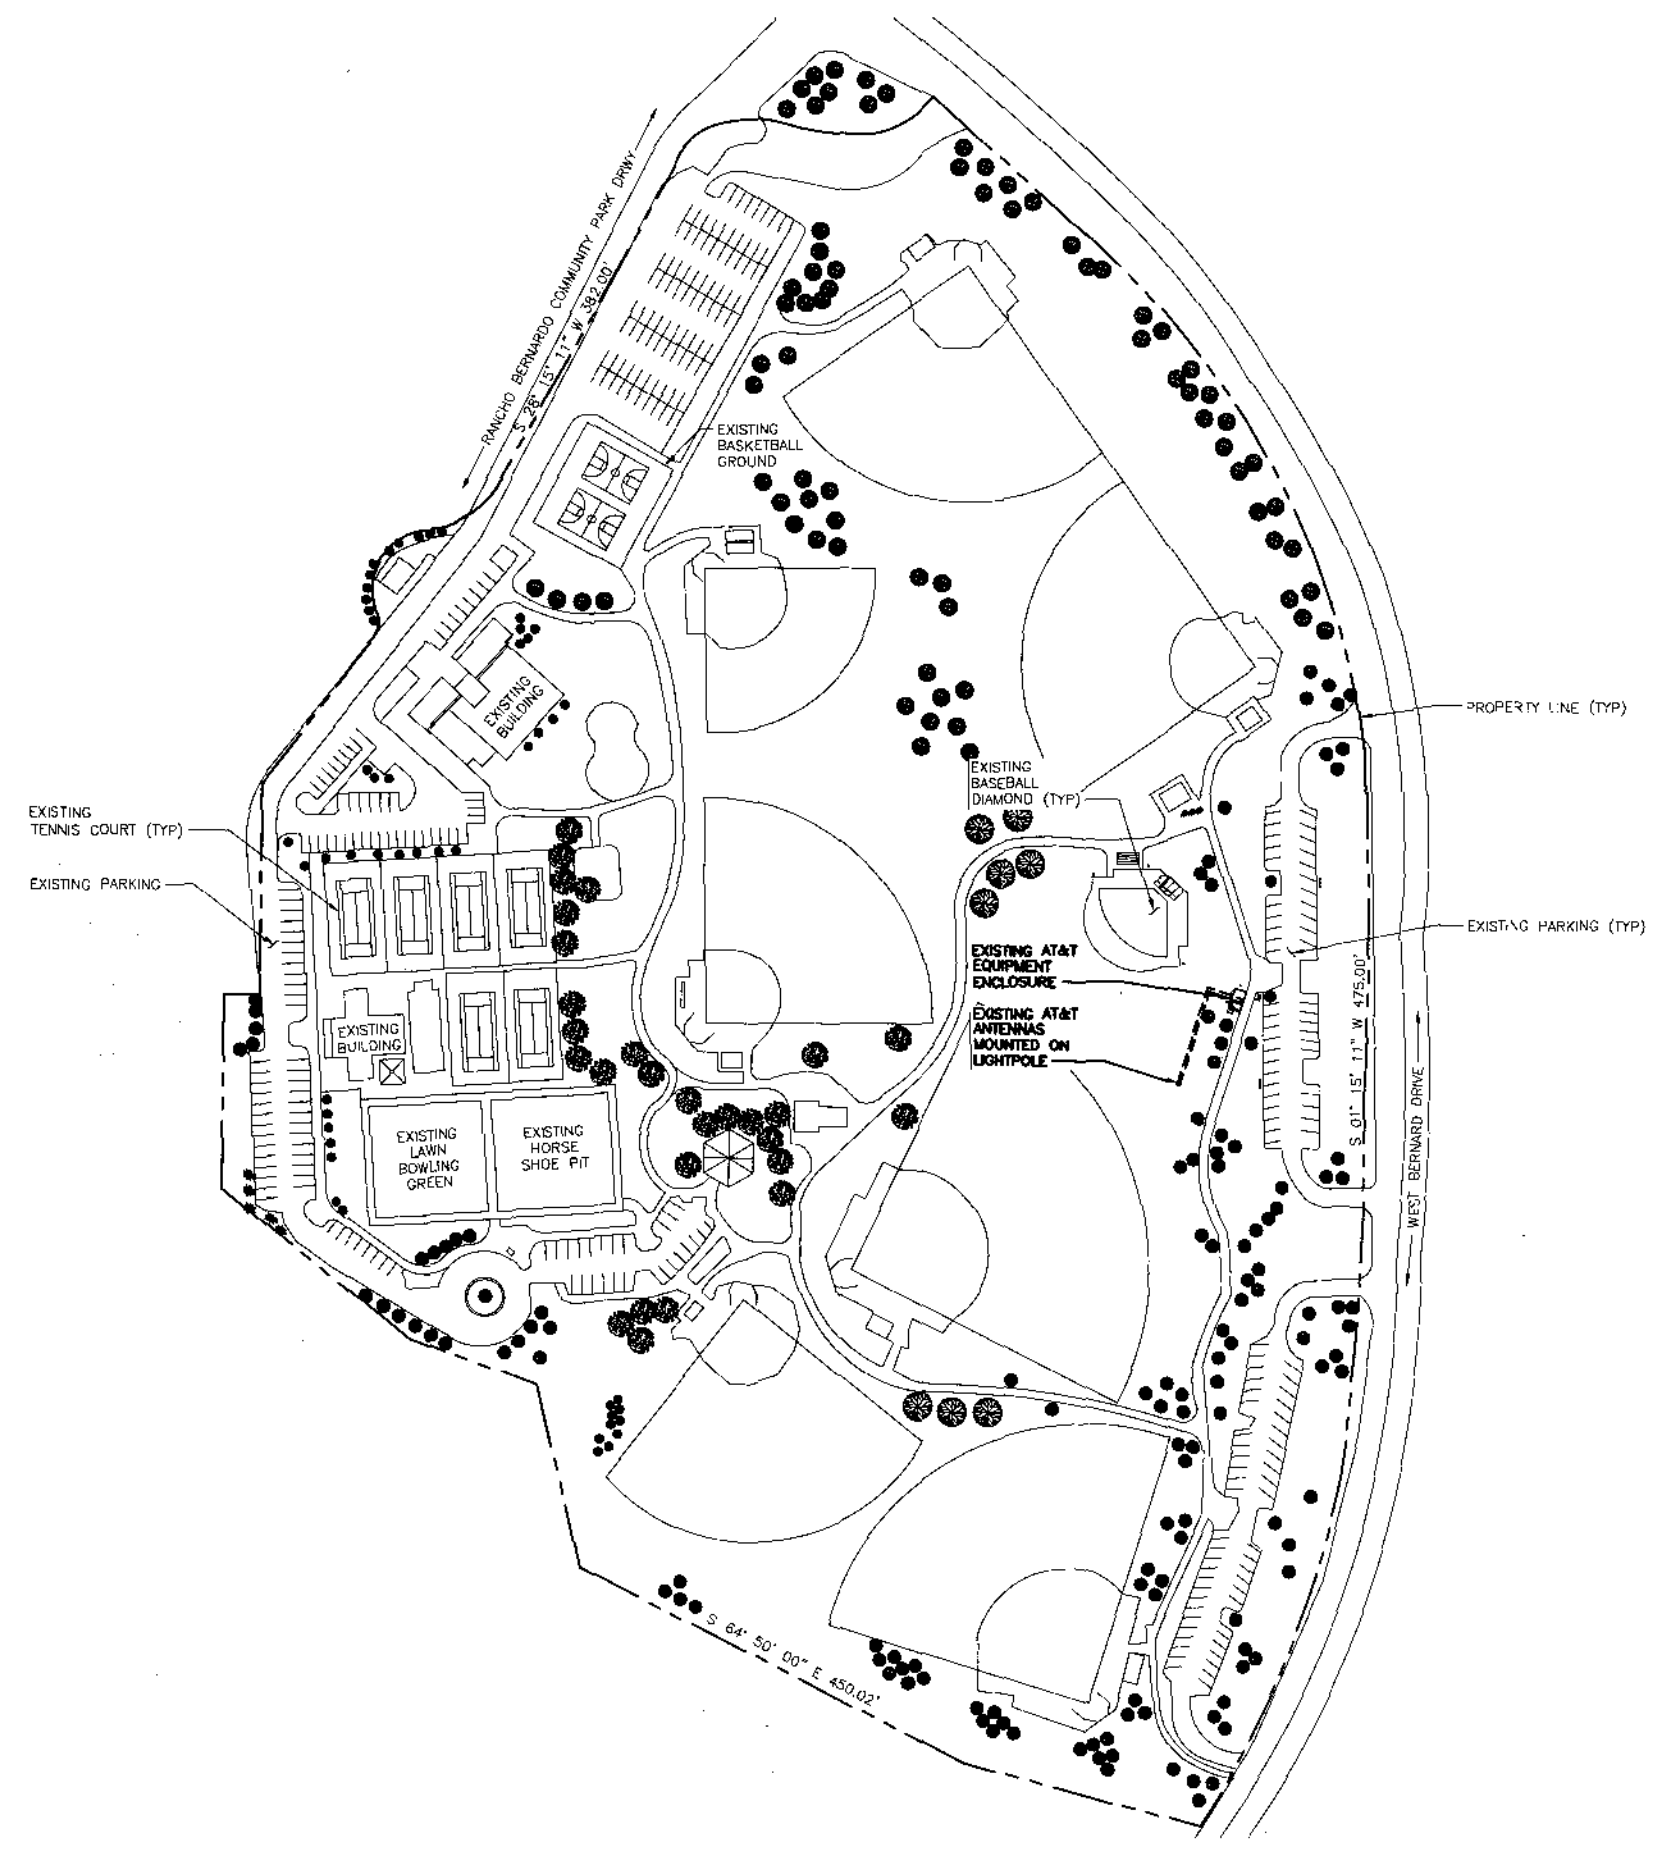 RANCHO BERNARDO COMMUNITY PARK DRWY
S 28° 15' 11" W 382.00'
EXISTING
BASKETBALL
GROUND
EXISTING
BUILDING
PROPERTY LINE (TYP)
EXISTING
BASEBALL
DIAMOND (TYP)
EXISTING
TENNIS COURT (TYP)
EXISTING PARKING
EXISTING PARKING (TYP)
EXISTING AT&T
EQUIPMENT
ENCLOSURE
EXISTING AT&T
ANTENNAS
MOUNTED ON
LIGHTPOLE
S 01° 15' 11" W 475.00'
WEST BERNARD DRIVE
EXISTING
BUILDING
EXISTING
LAWN
BOWLING
GREEN
EXISTING
HORSE
SHOE PIT
S 64° 50' 00" E 450.02'